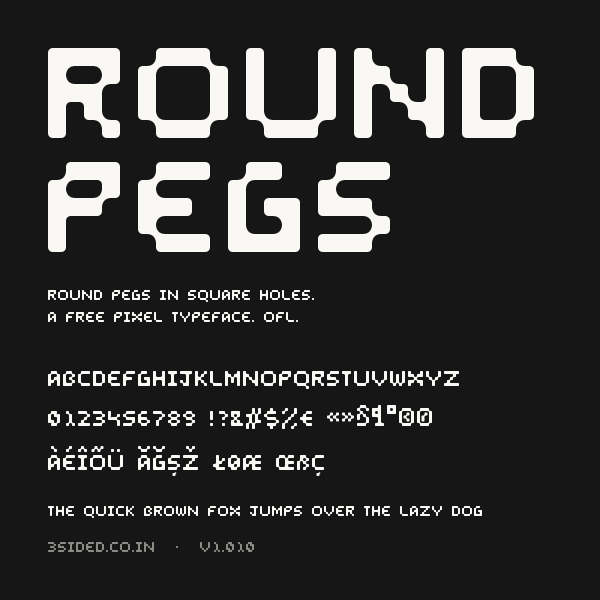 ROUND
PEGS
ROUND PEGS IN SQUARE HOLES.
A FREE PIXEL TYPEFACE. OFL.
ABCDEFGHIJKLMNOPQRSTUVWXYZ
0123456789 !?&#$%€ «»§¶°©®
ÀÉÎÕÜ ĂĞŞŽ ŁØÆ ŒßÇ
THE QUICK BROWN FOX JUMPS OVER THE LAZY DOG
3SIDED.CO.IN · V1.010